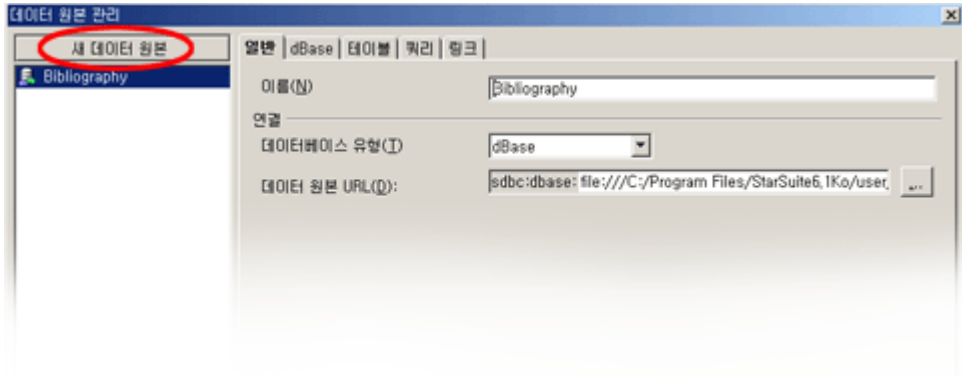 데이터 원본 관리
새 데이터 원본
Bibliography
일반 dBase 테이블 쿼리 링크
이름(N)
Bibliography
연결
데이터베이스 유형(T)
dBase
데이터 원본 URL(D):
sdbc:dbase: file:///C:/Program Files/StarSuite6,1Ko/user,
...